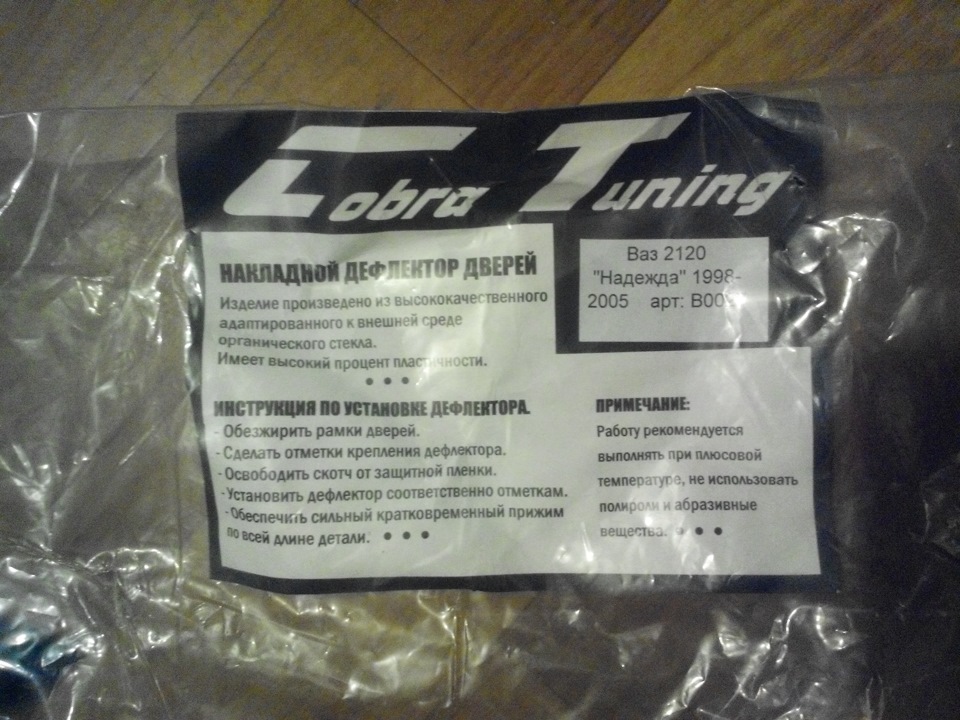 Cobra Tuning
Ваз 2120
"Надежда" 1998-
2005 арт:
НАКЛАДНОЙ ДЕФЛЕКТОР ДВЕРЕЙ
Изделие произведено из высококачественного
адаптированного к внешней среде
органического стекла.
Имеет высокий процент пластичности.
• • •
ИНСТРУКЦИЯ ПО УСТАНОВКЕ ДЕФЛЕКТОРА.
- Обезжирить рамки дверей.
- Сделать отметки крепления дефлектора.
- Освободить скотч от защитной пленки.
- Установить дефлектор соответственно отметкам.
- Обеспечить сильный кратковременный прижим
по всей длине детали. • • •
ПРИМЕЧАНИЕ:
Работу рекомендуется
выполнять при плюсовой
температуре, не использовать
полироли и абразивные
вещества. • • •